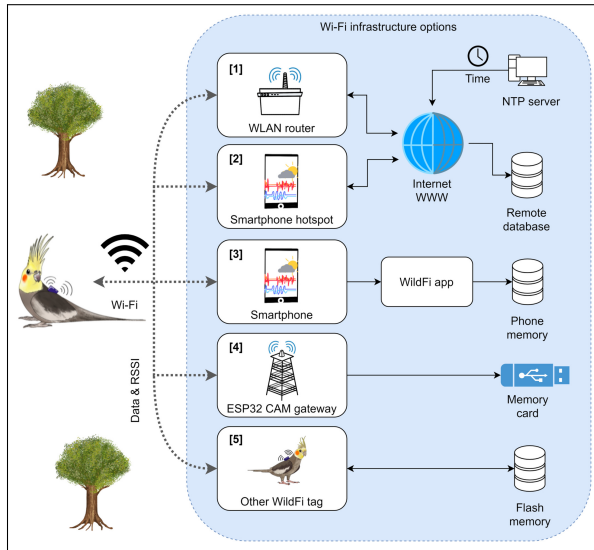 Wi-Fi infrastructure options
[1]
WLAN router
Time
NTP server
[2]
Smartphone hotspot
Internet
WWW
Remote
database
Wi-Fi
[3]
Smartphone
WildFi app
Phone
memory
Data & RSSI
[4]
ESP32 CAM gateway
Memory
card
[5]
Other WildFi tag
Flash
memory